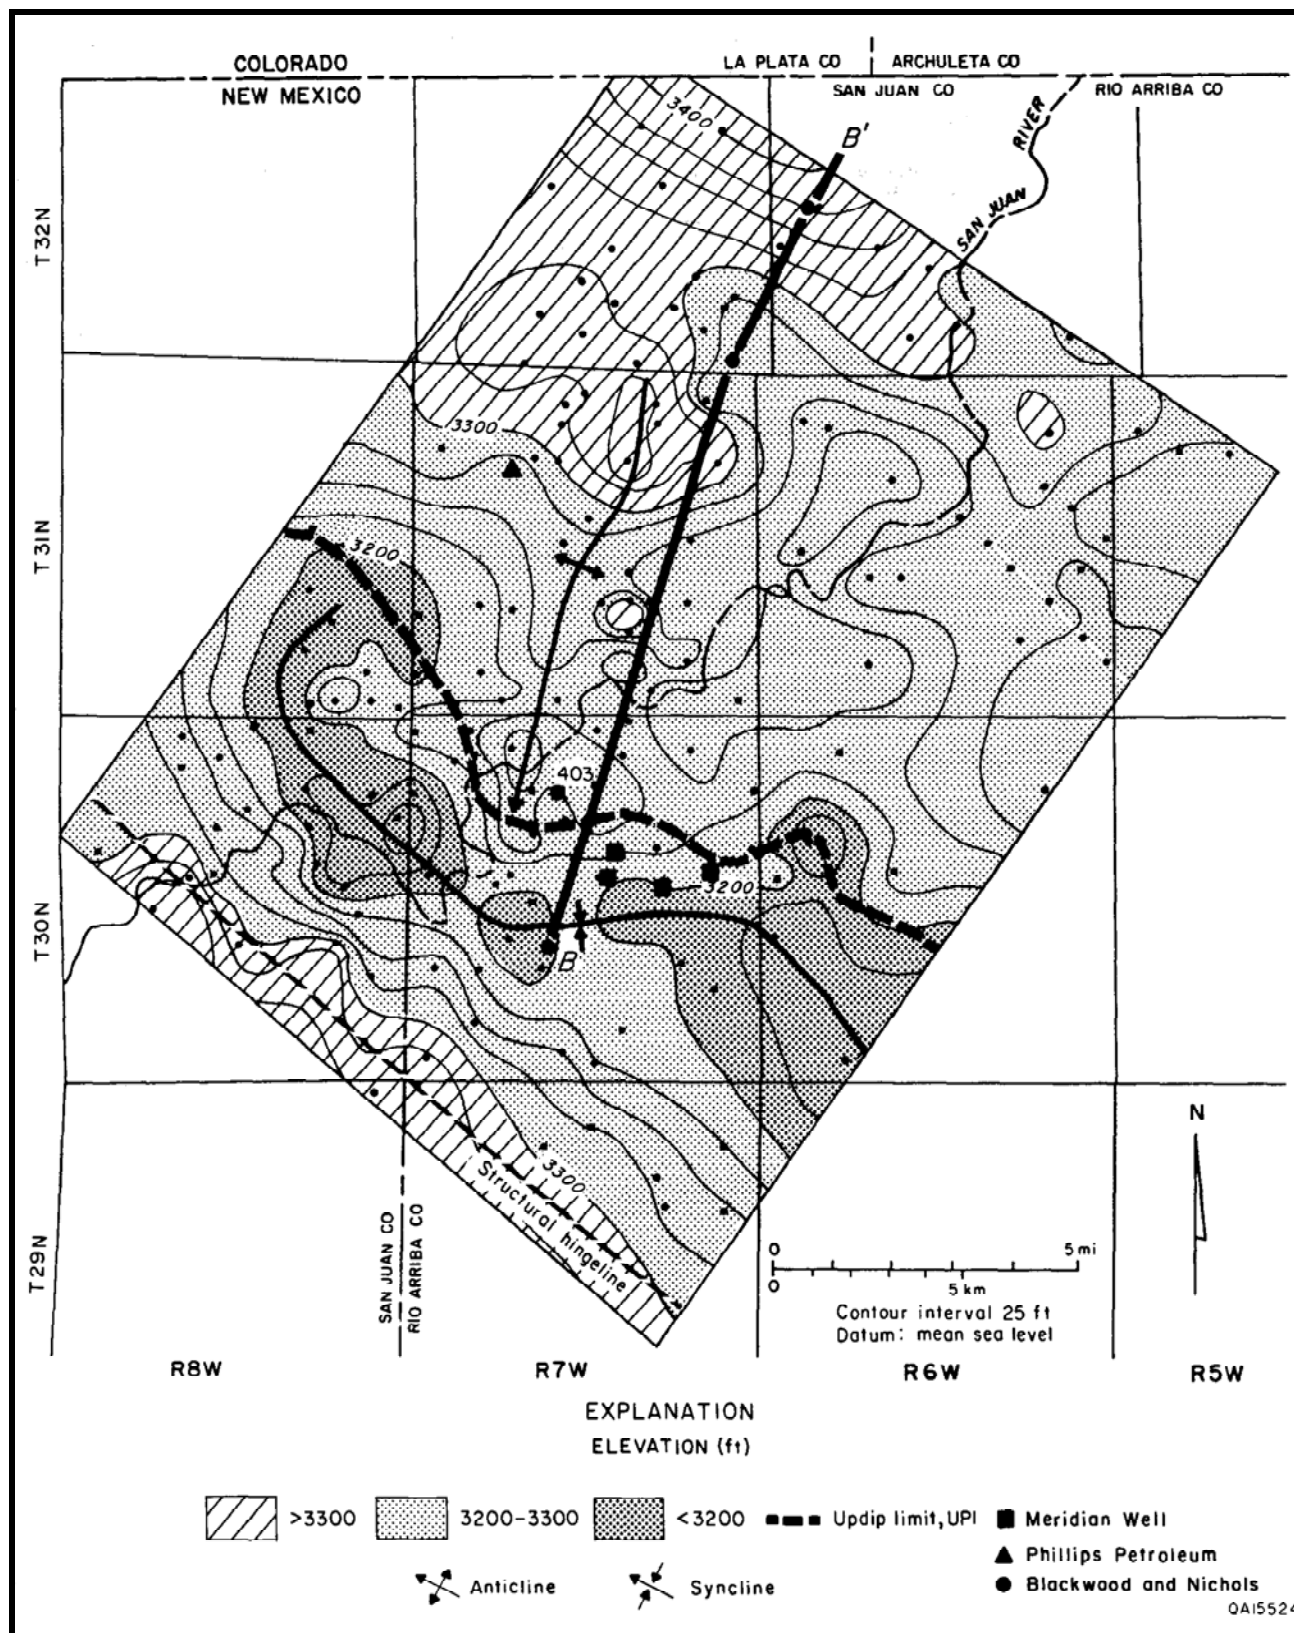 COLORADO
LA PLATA CO
ARCHULETA CO
NEW MEXICO
SAN JUAN CO
RIO ARRIBA CO
3400
B'
RIVER
SAN JUAN
T32N
3300
T31N
3200
403
3200
T30N
B
3300
Structural hingeline
T29N
SAN JUAN CO
RIO ARRIBA CO
N
0 5 mi
0 5 km
Contour interval 25 ft
Datum: mean sea level
R8W R7W R6W R5W
EXPLANATION
ELEVATION (ft)
>3300 3200-3300 <3200 Updip limit, UPI Meridian Well
Phillips Petroleum
Anticline Syncline Blackwood and Nichols
QA15524